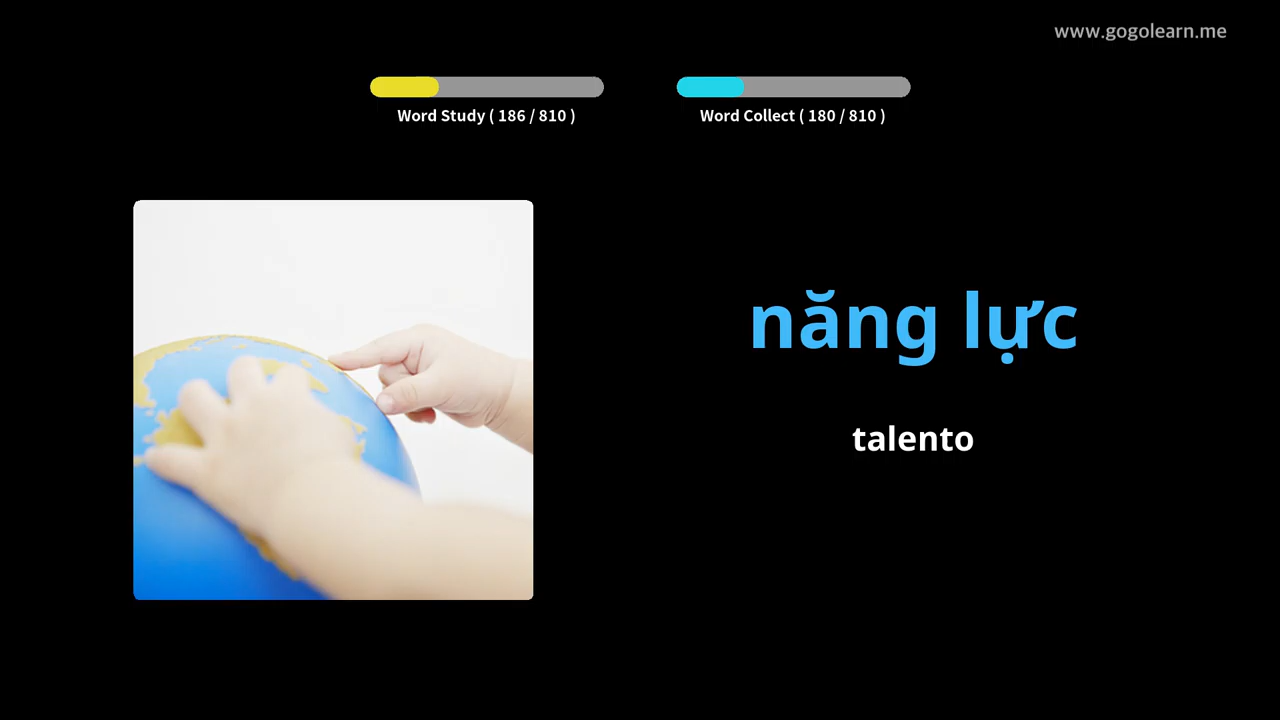 www.gogolearn.me
Word Study ( 186 / 810 )
Word Collect ( 180 / 810 )
năng lực
talento